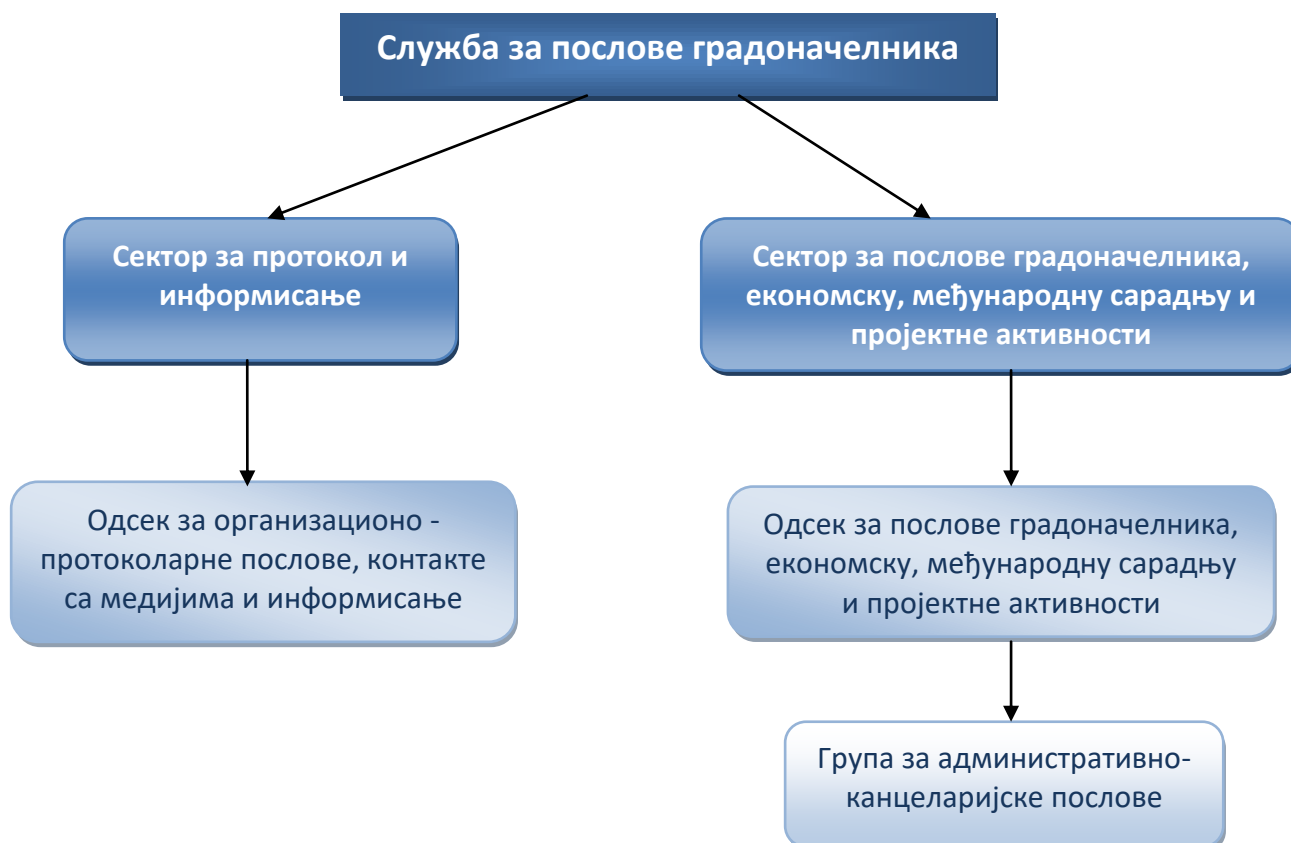 Служба за послове градоначелника
Сектор за протокол и
информисање
Сектор за послове градоначелника,
економску, међународну сарадњу и
пројектне активности
Одсек за организационо -
протоколарне послове, контакте
са медијима и информисање
Одсек за послове градоначелника,
економску, међународну сарадњу
и пројектне активности
Група за административно-
канцеларијске послове